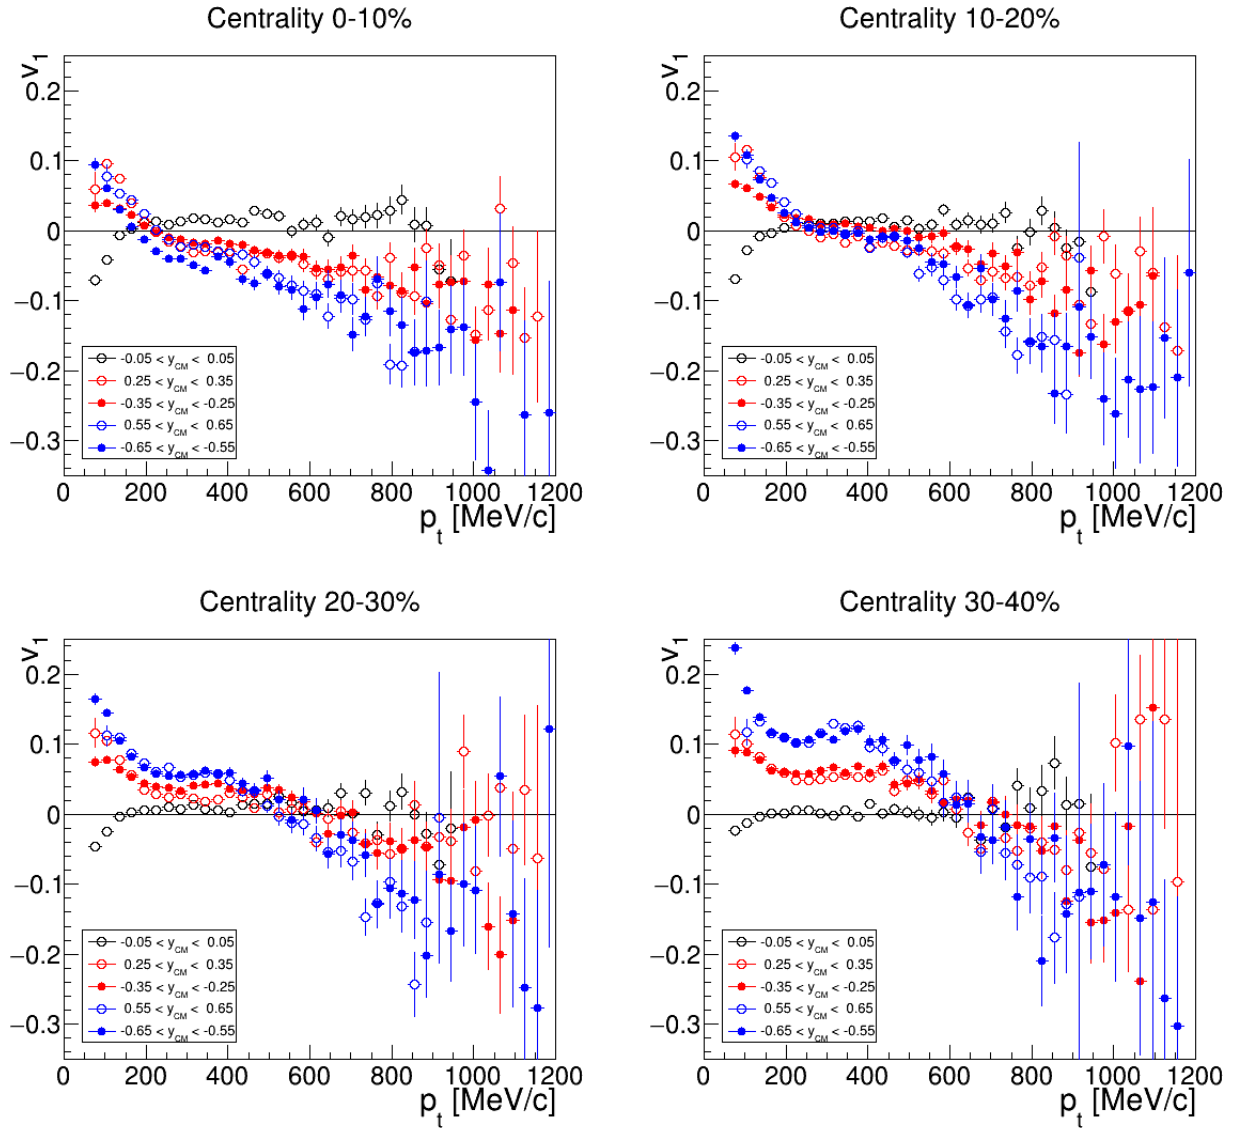 Centrality 0-10%
v1
0.2
0.1
0
−0.1
−0.2
−0.3
-0.05 < yCM < 0.05
0.25 < yCM < 0.35
-0.35 < yCM < -0.25
0.55 < yCM < 0.65
-0.65 < yCM < -0.55
0 200 400 600 800 1000 1200
pt [MeV/c]
Centrality 10-20%
v1
0.2
0.1
0
−0.1
−0.2
−0.3
-0.05 < yCM < 0.05
0.25 < yCM < 0.35
-0.35 < yCM < -0.25
0.55 < yCM < 0.65
-0.65 < yCM < -0.55
0 200 400 600 800 1000 1200
pt [MeV/c]
Centrality 20-30%
v1
0.2
0.1
0
−0.1
−0.2
−0.3
-0.05 < yCM < 0.05
0.25 < yCM < 0.35
-0.35 < yCM < -0.25
0.55 < yCM < 0.65
-0.65 < yCM < -0.55
0 200 400 600 800 1000 1200
pt [MeV/c]
Centrality 30-40%
v1
0.2
0.1
0
−0.1
−0.2
−0.3
-0.05 < yCM < 0.05
0.25 < yCM < 0.35
-0.35 < yCM < -0.25
0.55 < yCM < 0.65
-0.65 < yCM < -0.55
0 200 400 600 800 1000 1200
pt [MeV/c]